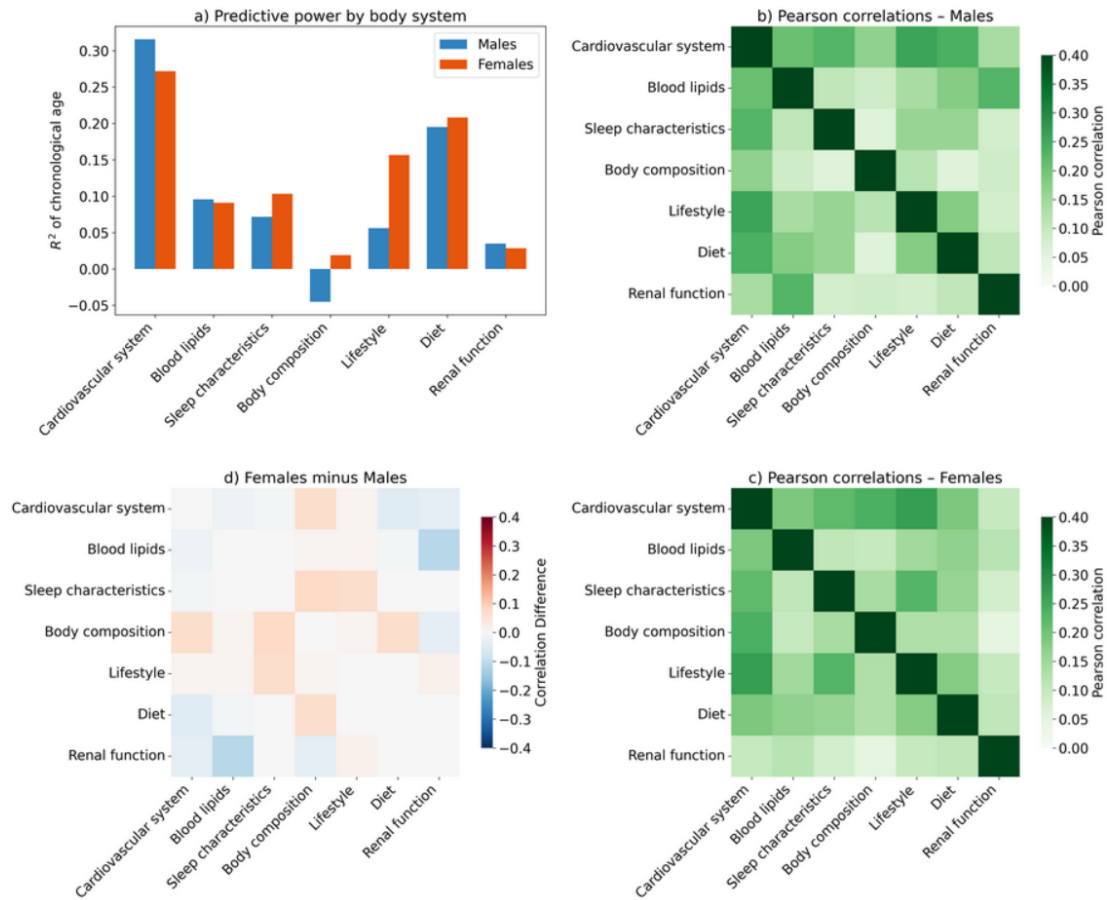 a) Predictive power by body system
R² of chronological age
0.30
0.25
0.20
0.15
0.10
0.05
0.00
−0.05
Males
Females
Cardiovascular system
Blood lipids
Sleep characteristics
Body composition
Lifestyle
Diet
Renal function
b) Pearson correlations – Males
Cardiovascular system
Blood lipids
Sleep characteristics
Body composition
Lifestyle
Diet
Renal function
Cardiovascular system
Blood lipids
Sleep characteristics
Body composition
Lifestyle
Diet
Renal function
0.40
0.35
0.30
0.25
0.20
0.15
0.10
0.05
0.00
Pearson correlation
d) Females minus Males
Cardiovascular system
Blood lipids
Sleep characteristics
Body composition
Lifestyle
Diet
Renal function
Cardiovascular system
Blood lipids
Sleep characteristics
Body composition
Lifestyle
Diet
Renal function
0.4
0.3
0.2
0.1
0.0
−0.1
−0.2
−0.3
−0.4
Correlation Difference
c) Pearson correlations – Females
Cardiovascular system
Blood lipids
Sleep characteristics
Body composition
Lifestyle
Diet
Renal function
Cardiovascular system
Blood lipids
Sleep characteristics
Body composition
Lifestyle
Diet
Renal function
0.40
0.35
0.30
0.25
0.20
0.15
0.10
0.05
0.00
Pearson correlation